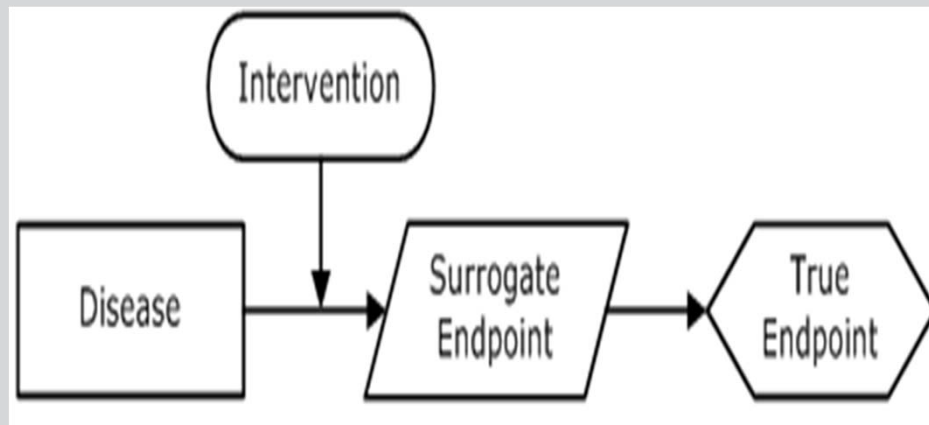 Intervention
Disease
Surrogate
Endpoint
True
Endpoint